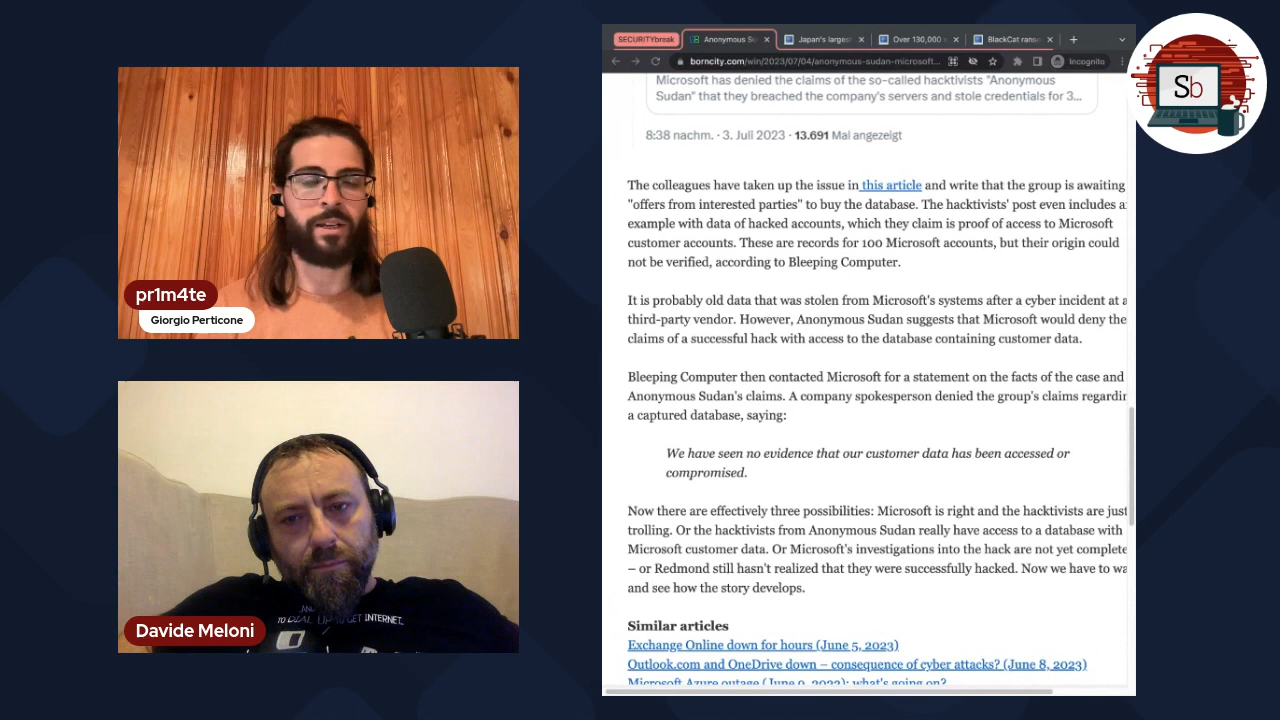 pr1m4te
Giorgio Perticone
Davide Meloni
TO GET INTERNET.
SECURITYbreak
Anonymous Su
Japan's largest
Over 130,000
BlackCat ranso
borncity.com/win/2023/07/04/anonymous-sudan-microsoft...
Incognito
Sb
Microsoft has denied the claims of the so-called hacktivists "Anonymous
Sudan" that they breached the company's servers and stole credentials for 3...
8:38 nachm. · 3. Juli 2023 · 13.691 Mal angezeigt
The colleagues have taken up the issue in this article and write that the group is awaiting
"offers from interested parties" to buy the database. The hacktivists' post even includes a
example with data of hacked accounts, which they claim is proof of access to Microsoft
customer accounts. These are records for 100 Microsoft accounts, but their origin could
not be verified, according to Bleeping Computer.
It is probably old data that was stolen from Microsoft's systems after a cyber incident at a
third-party vendor. However, Anonymous Sudan suggests that Microsoft would deny the
claims of a successful hack with access to the database containing customer data.
Bleeping Computer then contacted Microsoft for a statement on the facts of the case and
Anonymous Sudan's claims. A company spokesperson denied the group's claims regardin
a captured database, saying:
We have seen no evidence that our customer data has been accessed or
compromised.
Now there are effectively three possibilities: Microsoft is right and the hacktivists are just
trolling. Or the hacktivists from Anonymous Sudan really have access to a database with
Microsoft customer data. Or Microsoft's investigations into the hack are not yet complete
– or Redmond still hasn't realized that they were successfully hacked. Now we have to wa
and see how the story develops.
Similar articles
Exchange Online down for hours (June 5, 2023)
Outlook.com and OneDrive down – consequence of cyber attacks? (June 8, 2023)
Microsoft Azure outage (June 9, 2023): what's going on?